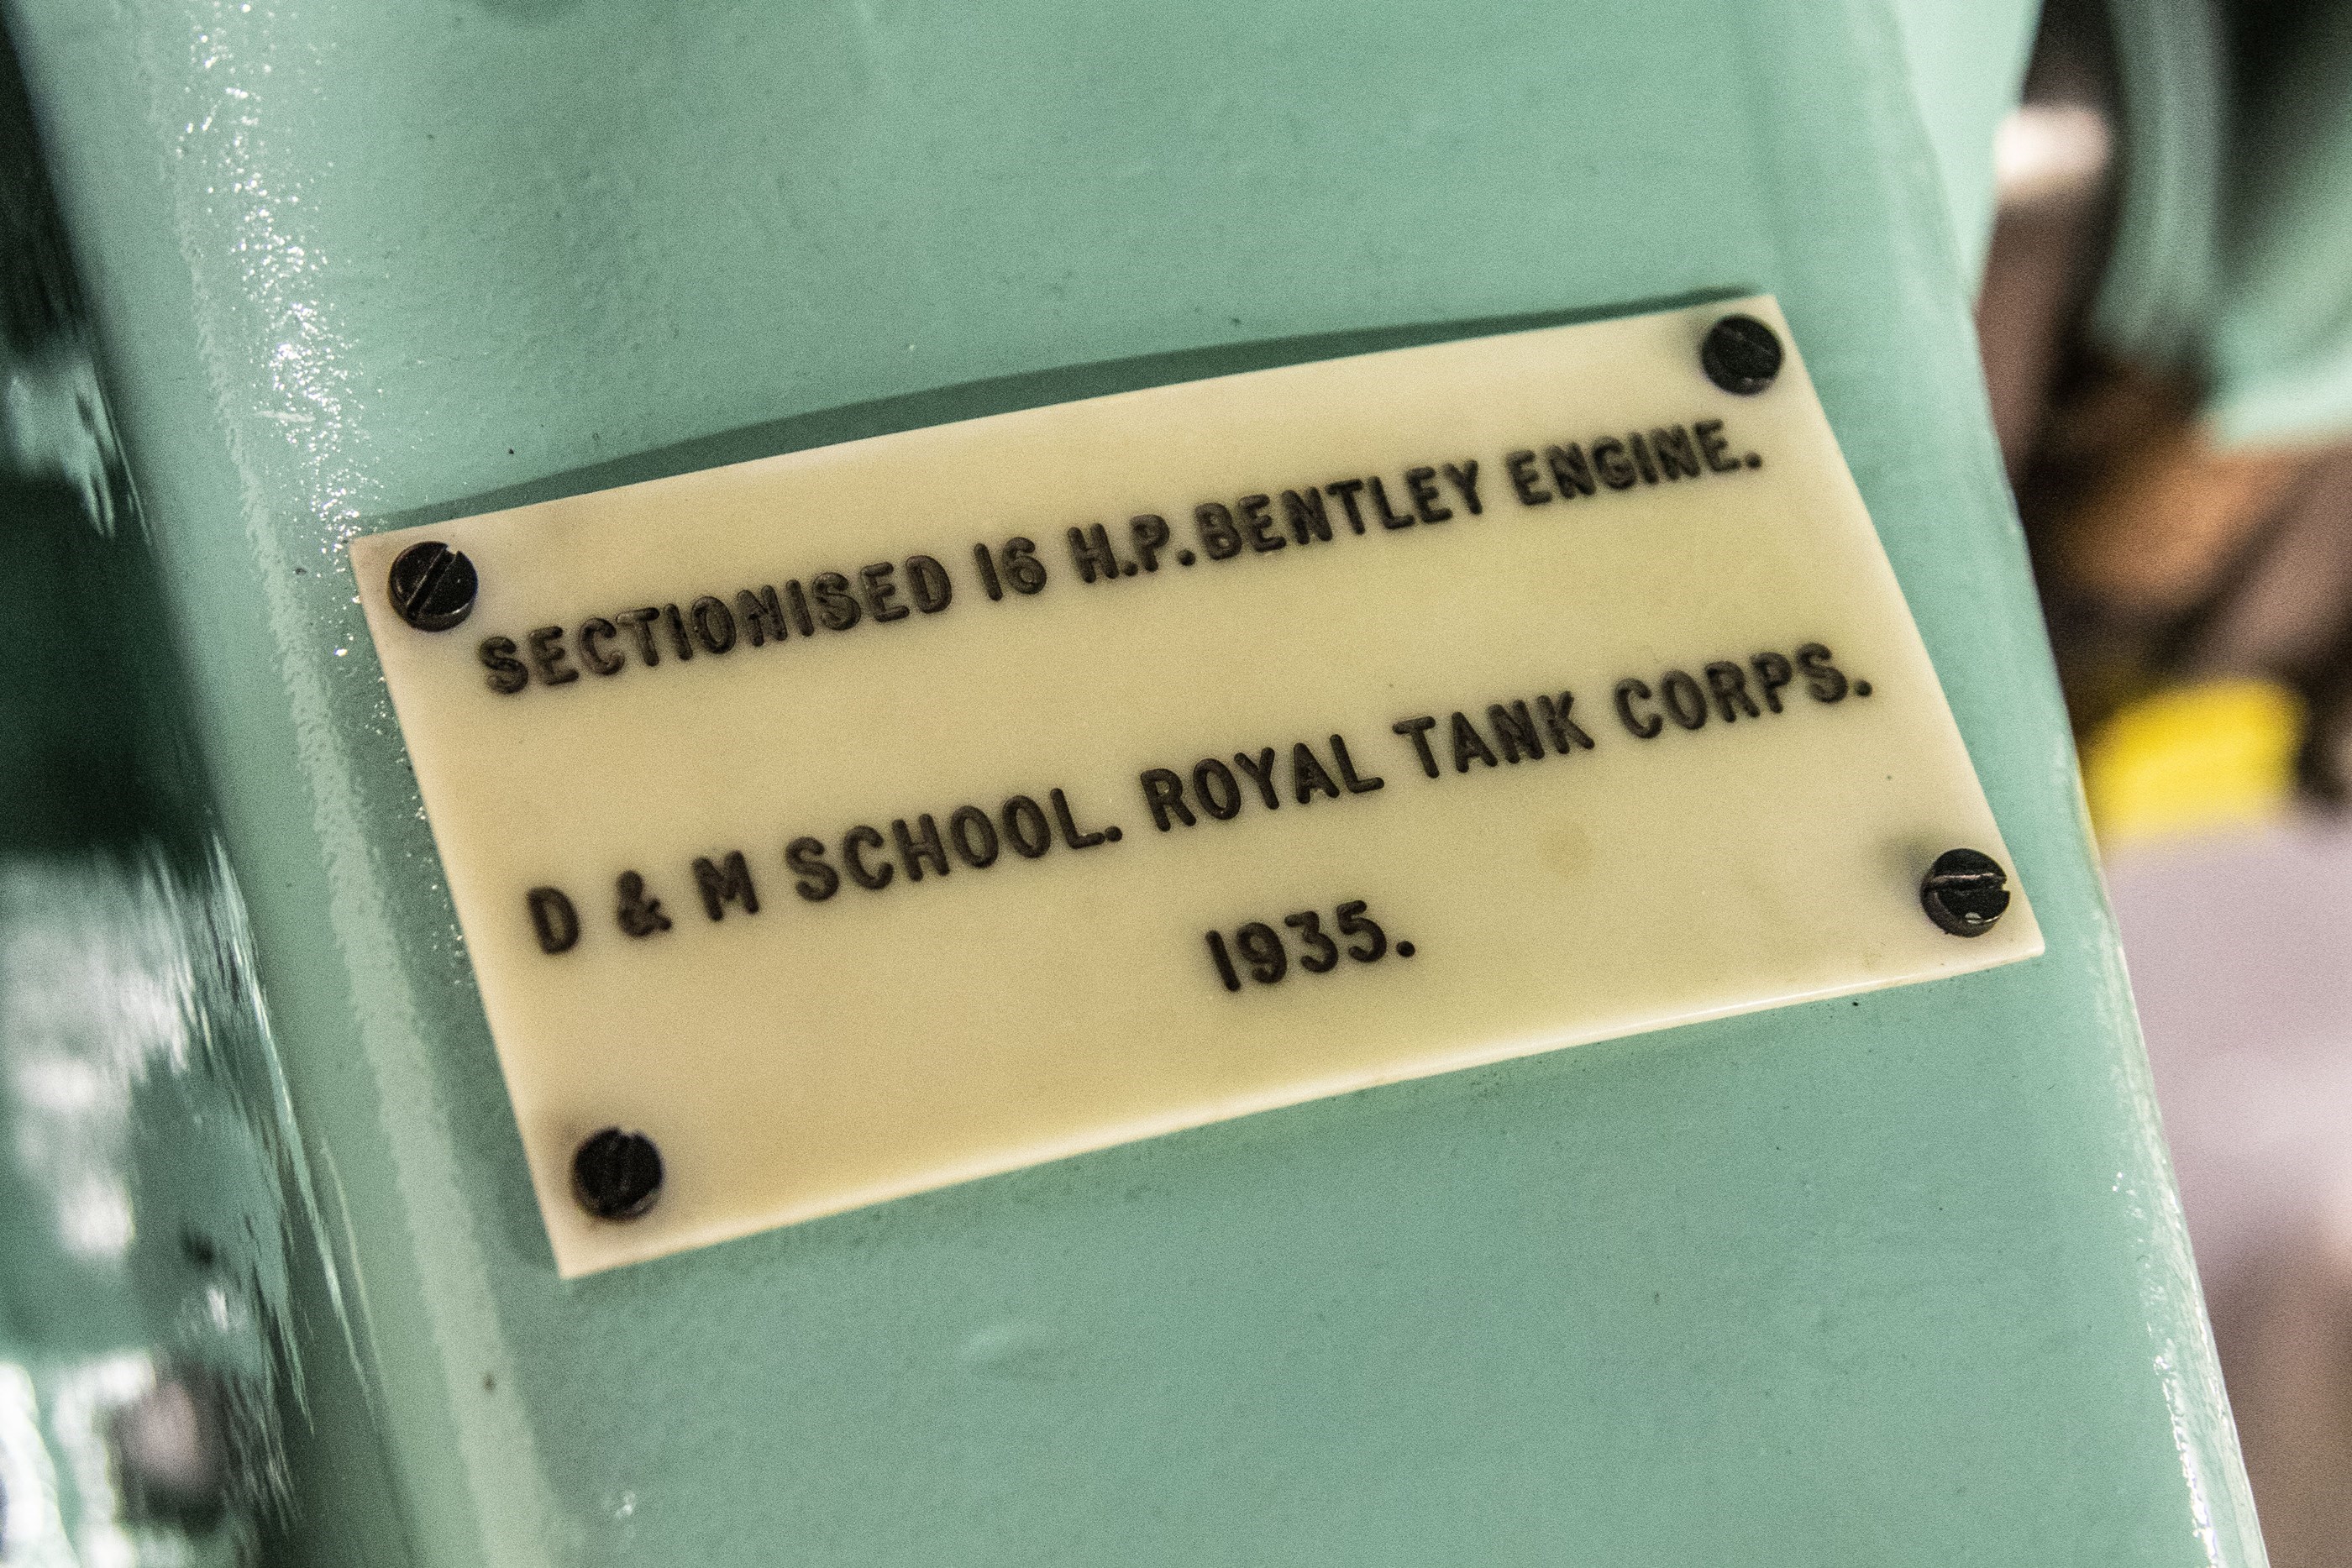 SECTIONISED 16 H.P. BENTLEY ENGINE.
D & M SCHOOL. ROYAL TANK CORPS.
1935.